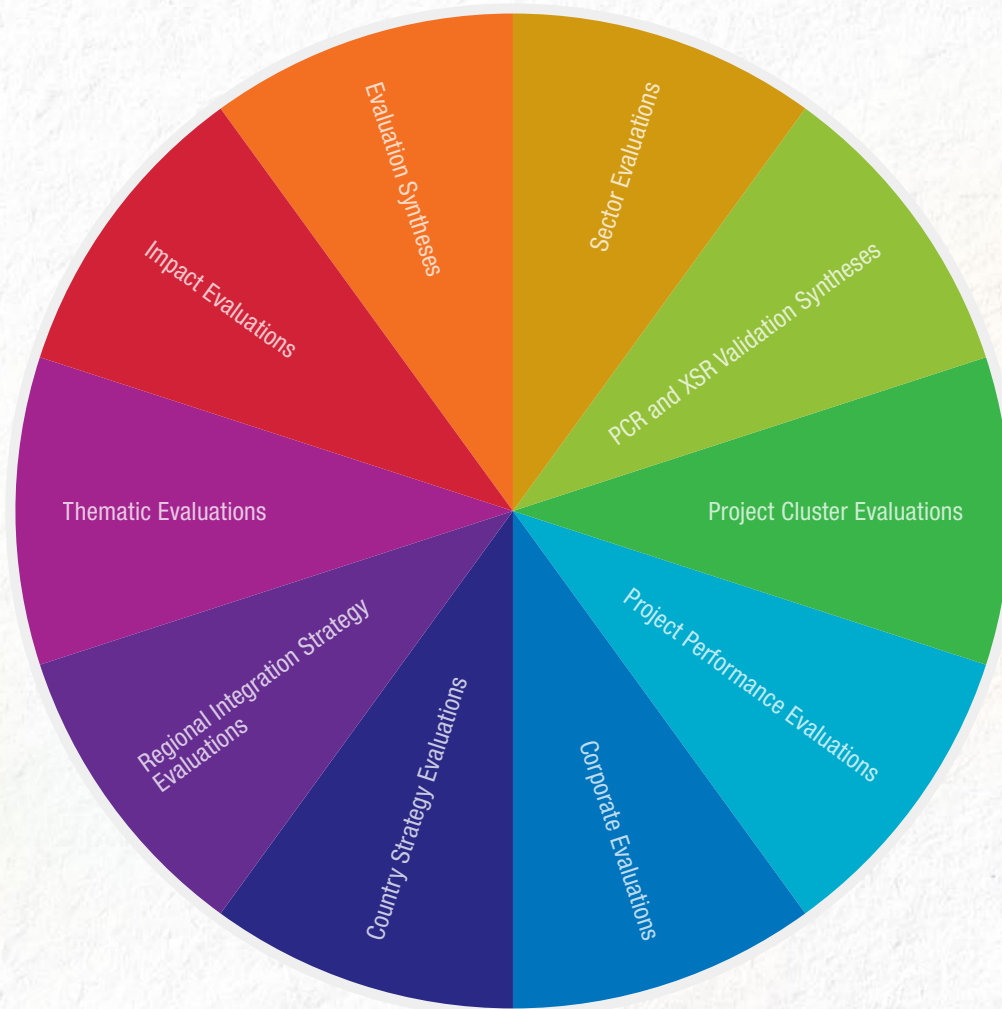 Sector Evaluations
PCR and XSR Validation Syntheses
Project Cluster Evaluations
Project Performance Evaluations
Corporate Evaluations
Country Strategy Evaluations
Regional Integration Strategy
Evaluations
Thematic Evaluations
Impact Evaluations
Evaluation Syntheses